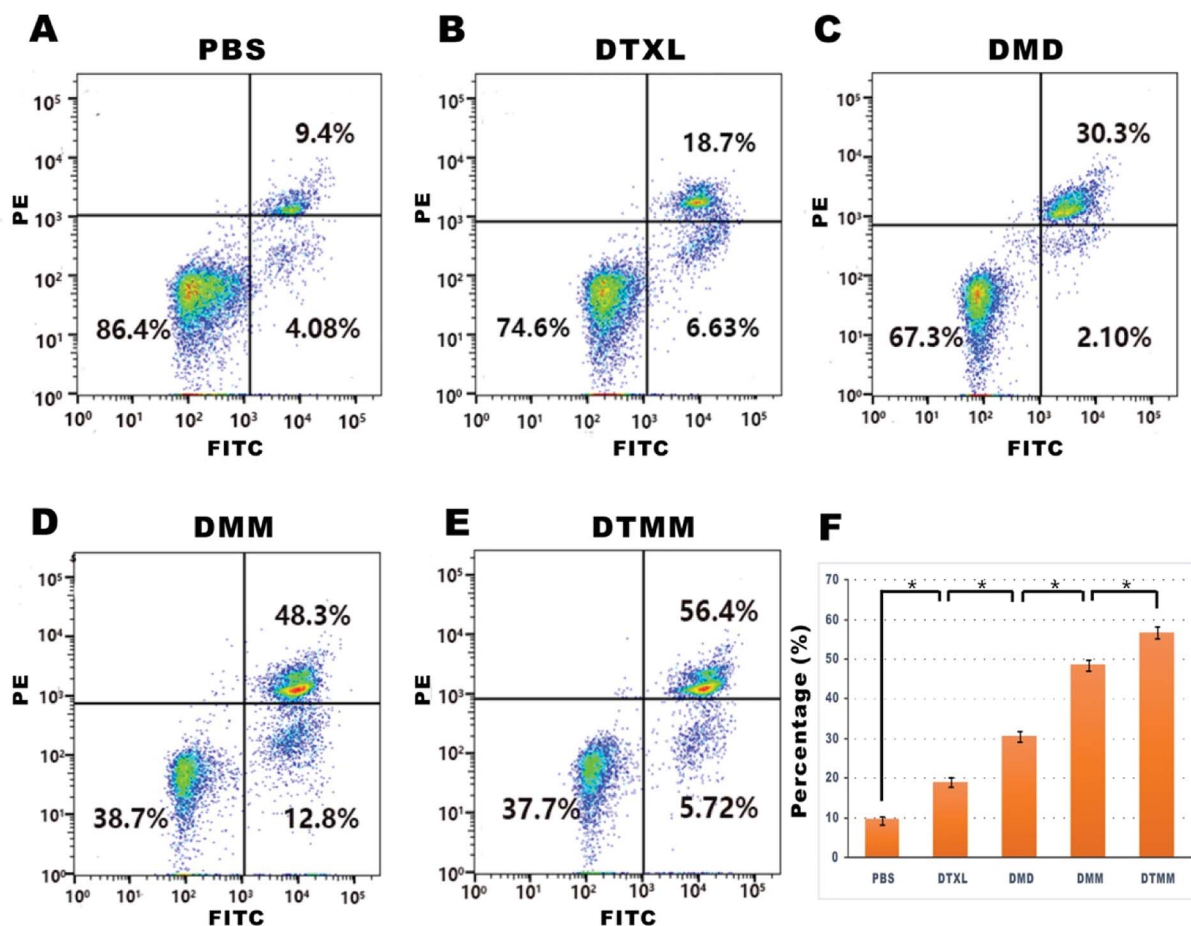 A
PBS
PE
10⁵
10⁴
10³
10²
10¹
10⁰
9.4%
86.4%
4.08%
10⁰ 10¹ 10² 10³ 10⁴ 10⁵
FITC
B
DTXL
PE
10⁵
10⁴
10³
10²
10¹
10⁰
18.7%
74.6%
6.63%
10⁰ 10¹ 10² 10³ 10⁴ 10⁵
FITC
C
DMD
PE
10⁵
10⁴
10³
10²
10¹
10⁰
30.3%
67.3%
2.10%
10⁰ 10¹ 10² 10³ 10⁴ 10⁵
FITC
D
DMM
PE
10⁵
10⁴
10³
10²
10¹
10⁰
48.3%
38.7%
12.8%
10⁰ 10¹ 10² 10³ 10⁴ 10⁵
FITC
E
DTMM
PE
10⁵
10⁴
10³
10²
10¹
10⁰
56.4%
37.7%
5.72%
10⁰ 10¹ 10² 10³ 10⁴ 10⁵
FITC
F
Percentage (%)
70
60
50
40
30
20
10
0
* * * *
PBS DTXL DMD DMM DTMM